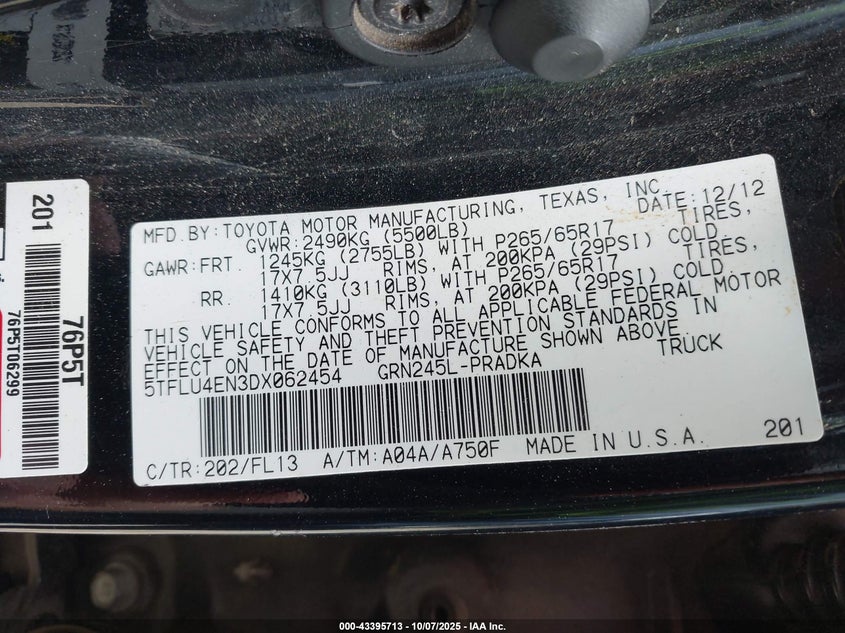 201
76P5T06299
76P5T
MFD.BY:TOYOTA MOTOR MANUFACTURING, TEXAS, INC.
DATE:12/12
GVWR:2490KG (5500LB)
GAWR:FRT. 1245KG (2755LB) WITH P265/65R17 TIRES,
17X7.5JJ RIMS, AT 200KPA (29PSI) COLD
RR. 1410KG (3110LB) WITH P265/65R17 TIRES,
17X7.5JJ RIMS, AT 200KPA (29PSI) COLD
THIS VEHICLE CONFORMS TO ALL APPLICABLE FEDERAL MOTOR
VEHICLE SAFETY AND THEFT PREVENTION STANDARDS IN
EFFECT ON THE DATE OF MANUFACTURE SHOWN ABOVE
5TFLU4EN3DX062454 GRN245L-PRADKA TRUCK
C/TR:202/FL13 A/TM:A04A/A750F MADE IN U.S.A. 201
000-43395713 - 10/07/2025 - IAA Inc.